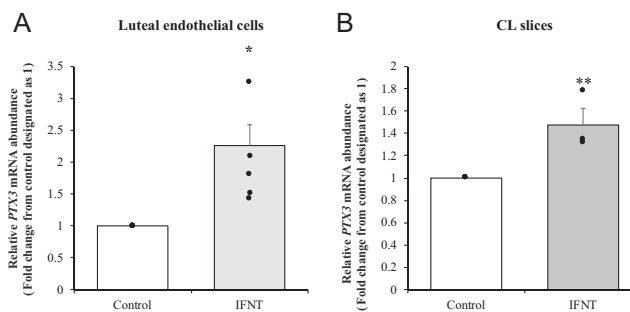 A
Luteal endothelial cells
Relative PTX3 mRNA abundance
( Fold change from control designated as 1)
3.5
3
2.5
2
1.5
1
0.5
0
*
Control
IFNT
B
CL slices
Relative PTX3 mRNA abundance
( Fold change from control designated as 1)
2
1.8
1.6
1.4
1.2
1
0.8
0.6
0.4
0.2
0
**
Control
IFNT